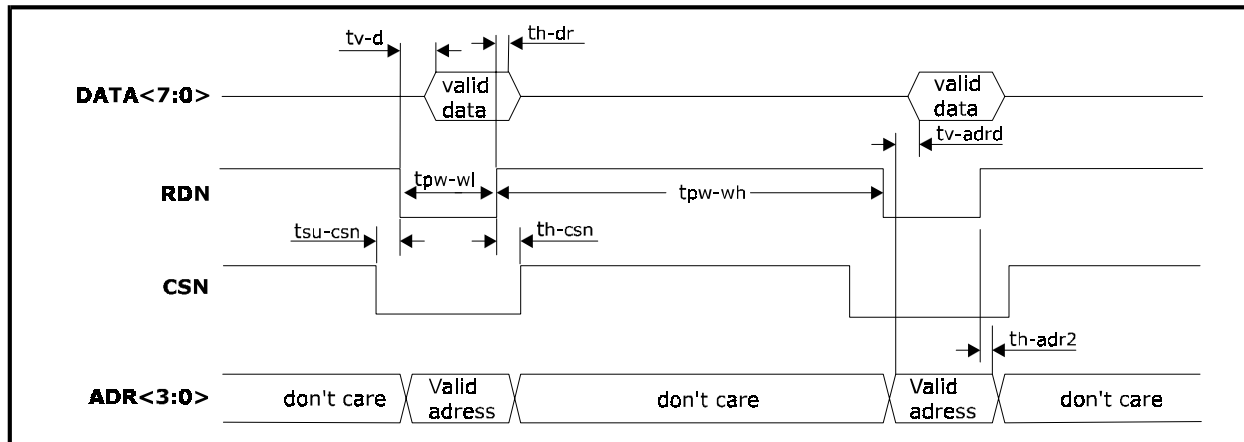 tv-d
th-dr
DATA<7:0>
valid
data
valid
data
tv-adrd
RDN
tpw-wl
tpw-wh
tsu-csn
th-csn
CSN
th-adr2
ADR<3:0>
don't care
Valid
adress
don't care
Valid
adress
don't care